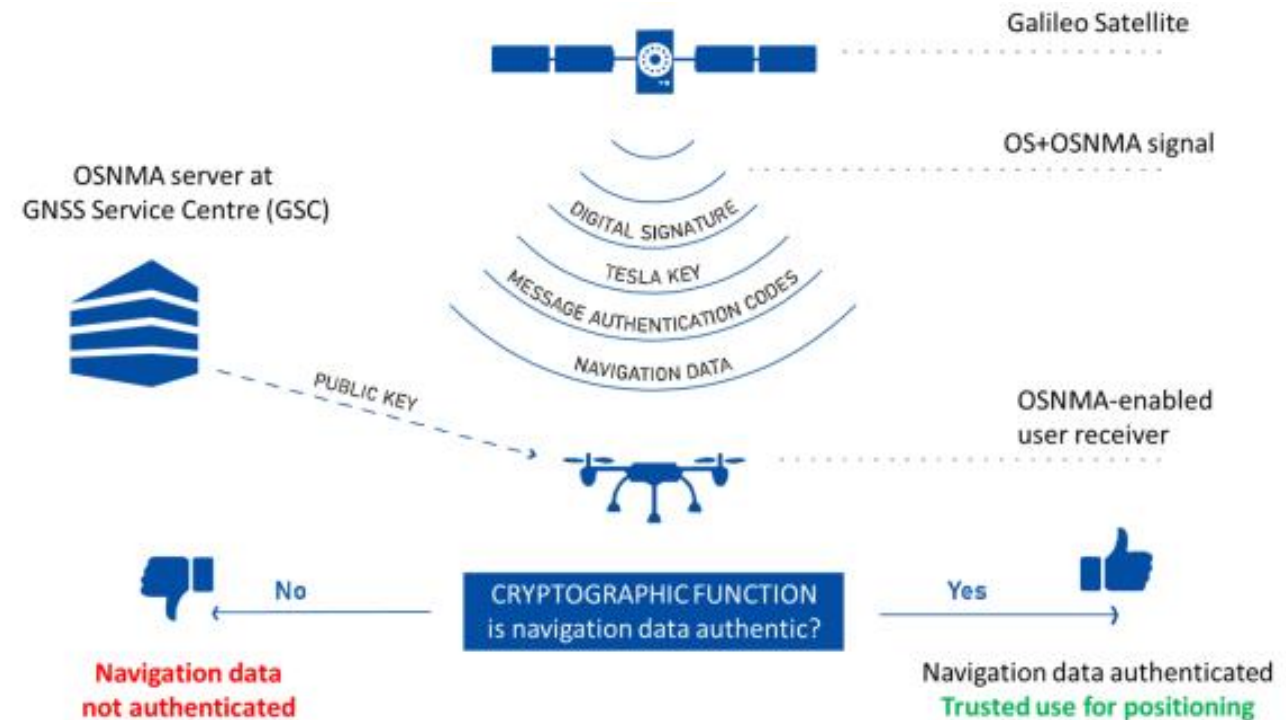 Galileo Satellite
OS+OSNMA signal
OSNMA server at
GNSS Service Centre (GSC)
DIGITAL SIGNATURE
TESLA KEY
MESSAGE AUTHENTICATION CODES
NAVIGATION DATA
PUBLIC KEY
OSNMA-enabled
user receiver
No
CRYPTOGRAPHIC FUNCTION
is navigation data authentic?
Yes
Navigation data
not authenticated
Navigation data authenticated
Trusted use for positioning